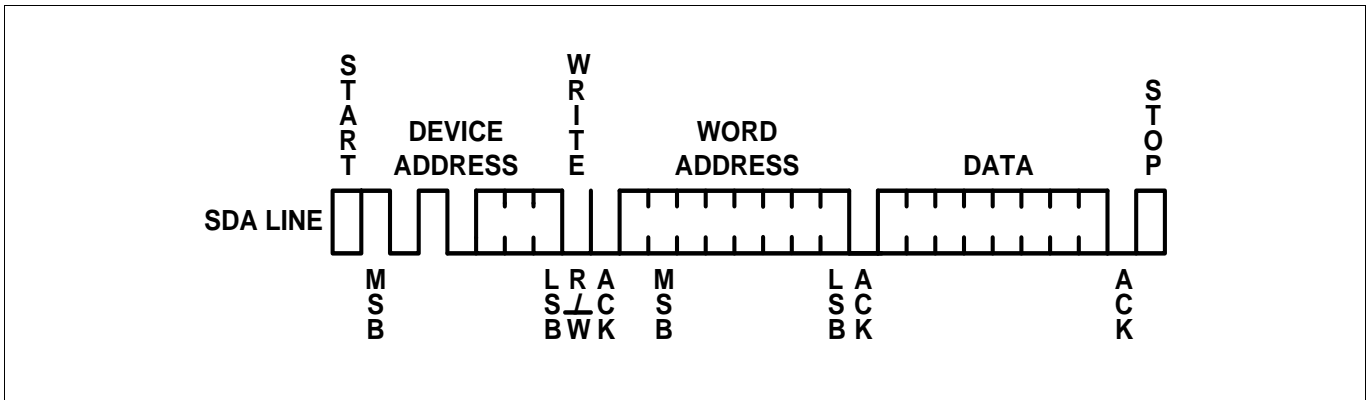 START
DEVICE
ADDRESS
WRITE
WORD
ADDRESS
DATA
STOP
SDA LINE
MSB
LSB
R/W
ACK
MSB
LSB
ACK
ACK